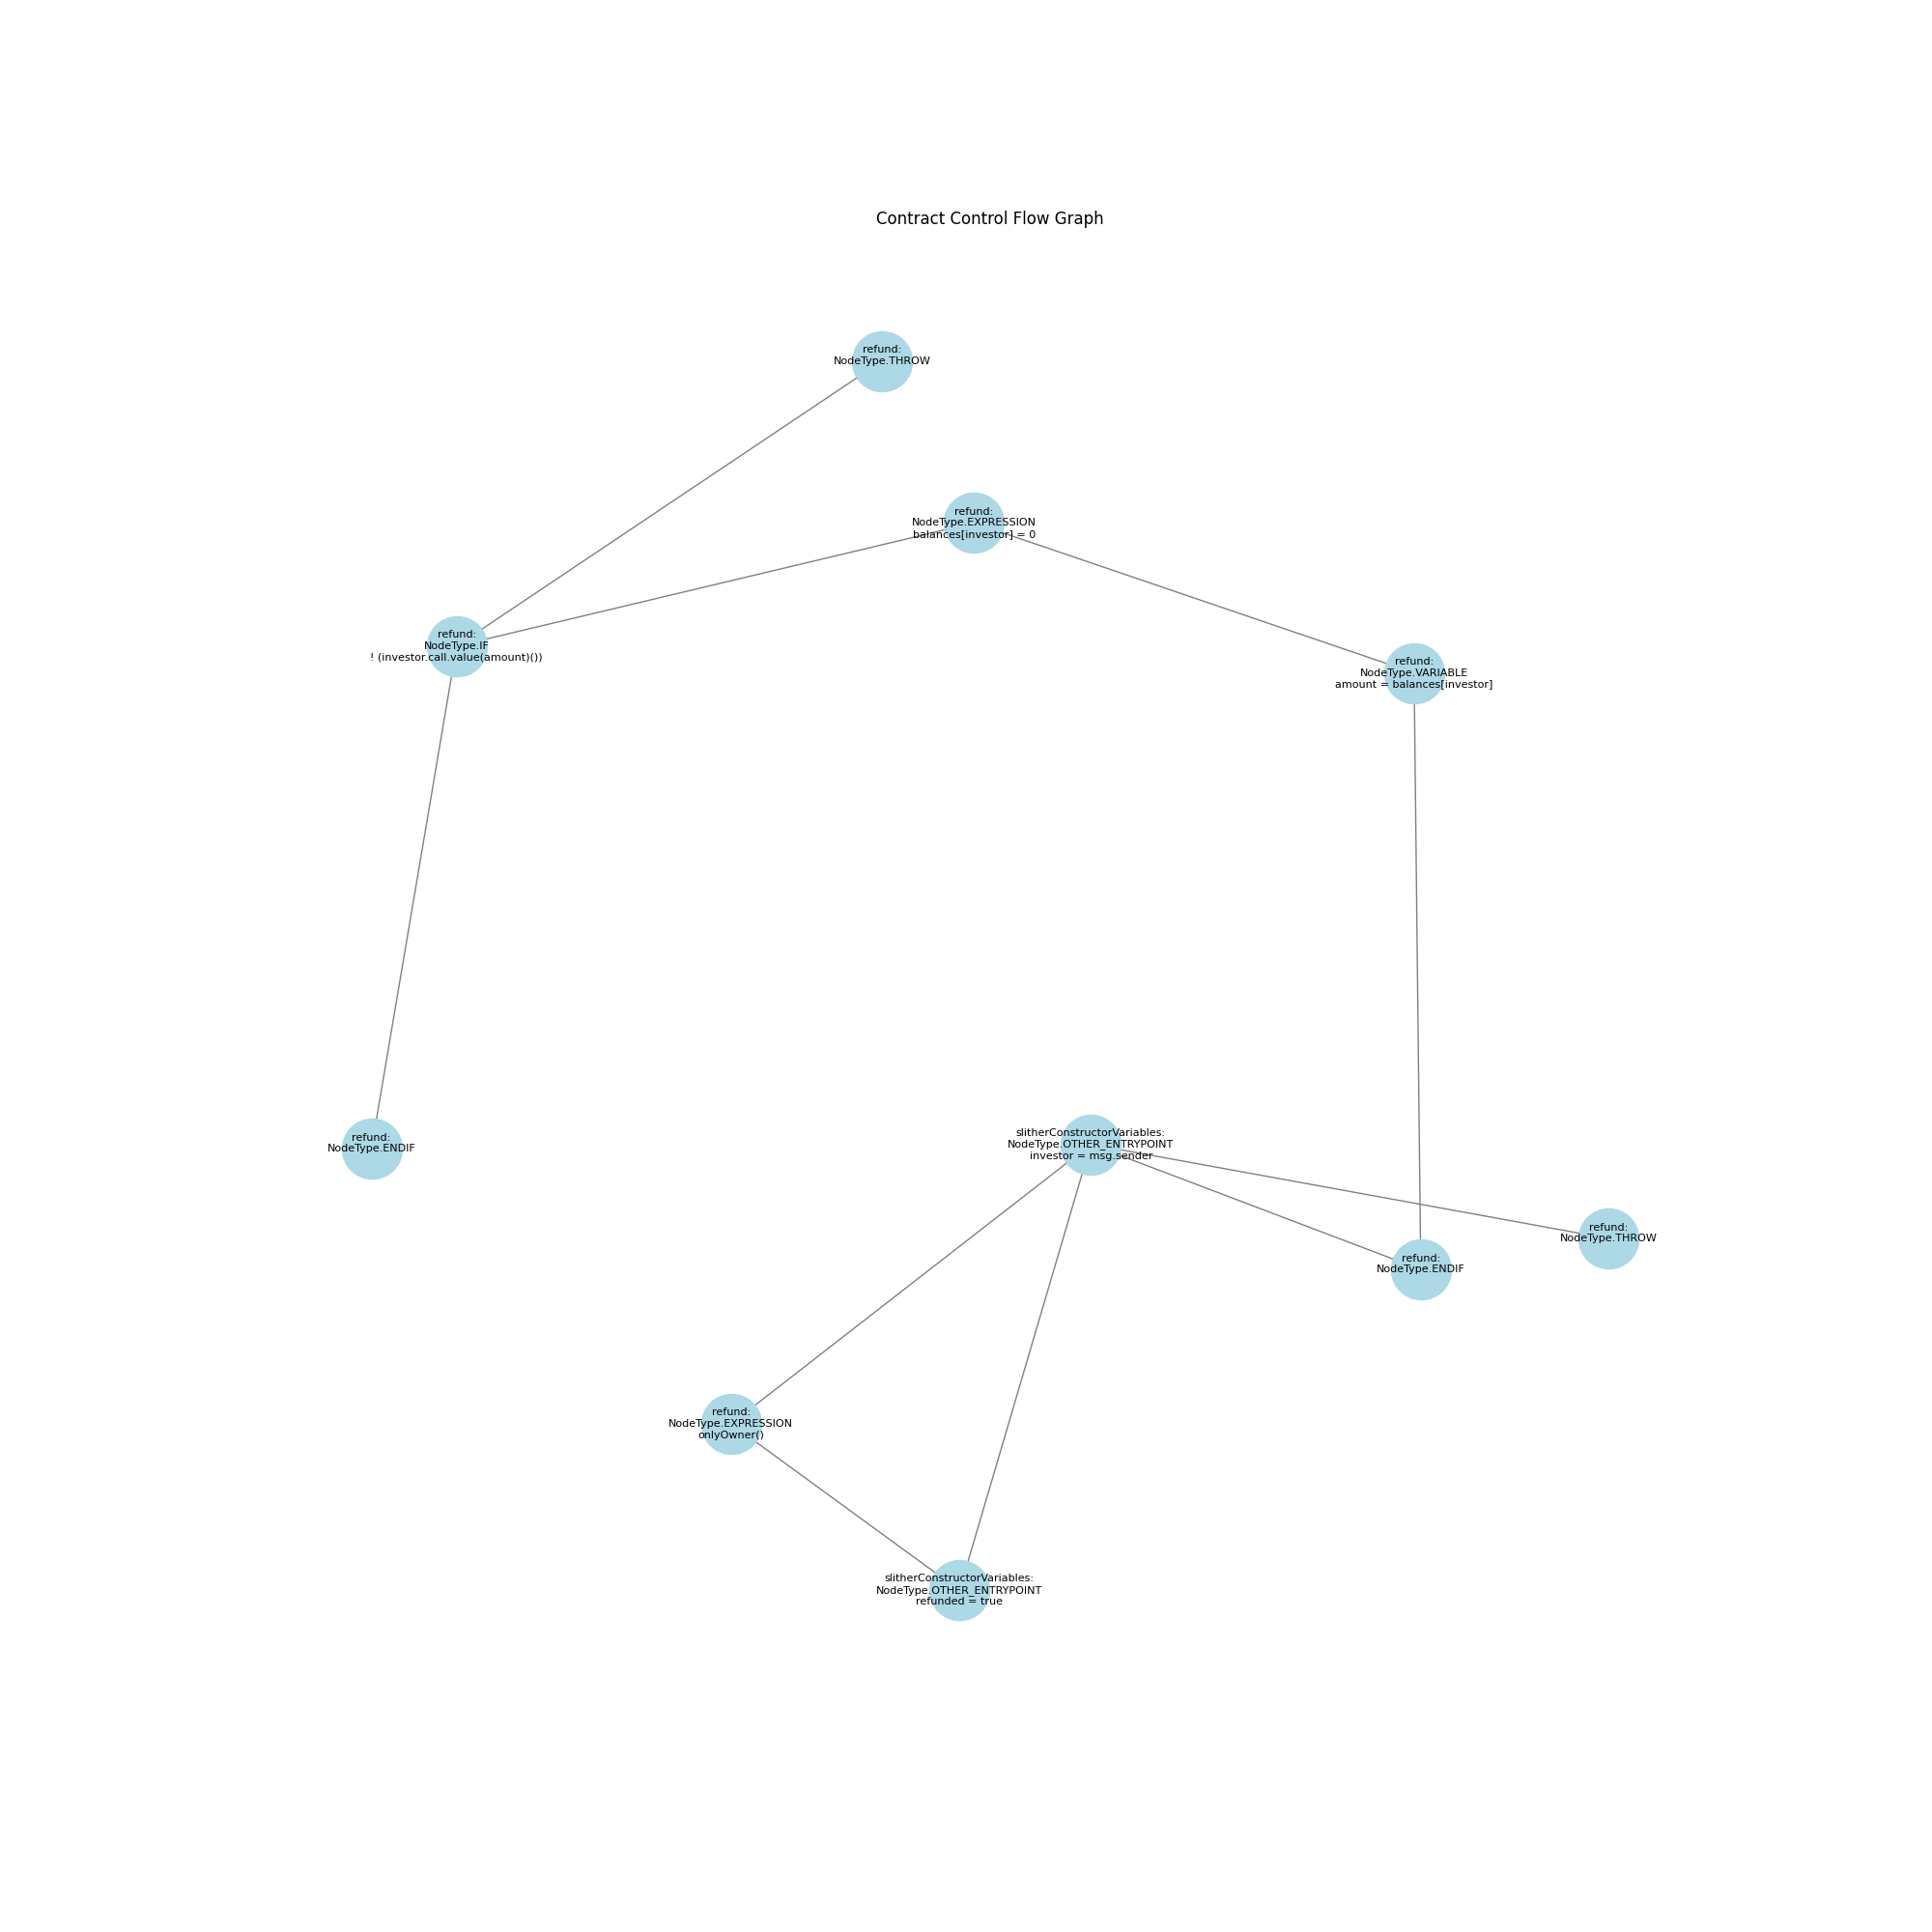 Contract Control Flow Graph
refund:
NodeType.THROW
refund:
NodeType.EXPRESSION
balances[investor] = 0
refund:
NodeType.IF
! (investor.call.value(amount)())
refund:
NodeType.VARIABLE
amount = balances[investor]
refund:
NodeType.ENDIF
slitherConstructorVariables:
NodeType.OTHER_ENTRYPOINT
investor = msg.sender
refund:
NodeType.THROW
refund:
NodeType.ENDIF
refund:
NodeType.EXPRESSION
onlyOwner()
slitherConstructorVariables:
NodeType.OTHER_ENTRYPOINT
refunded = true